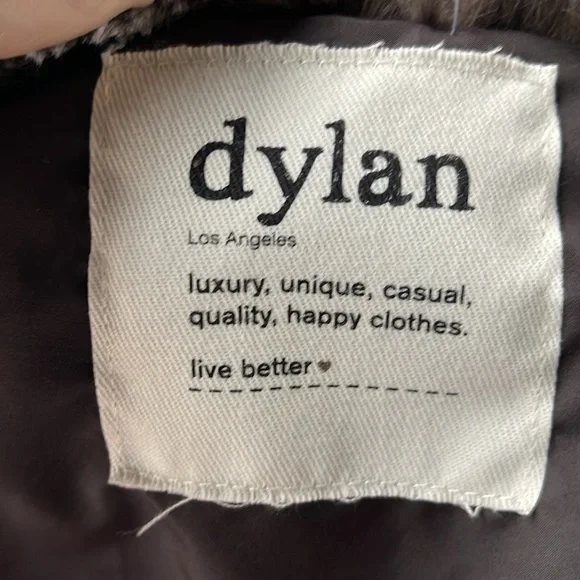 dylan
Los Angeles
luxury, unique, casual,
quality, happy clothes.
live better♥